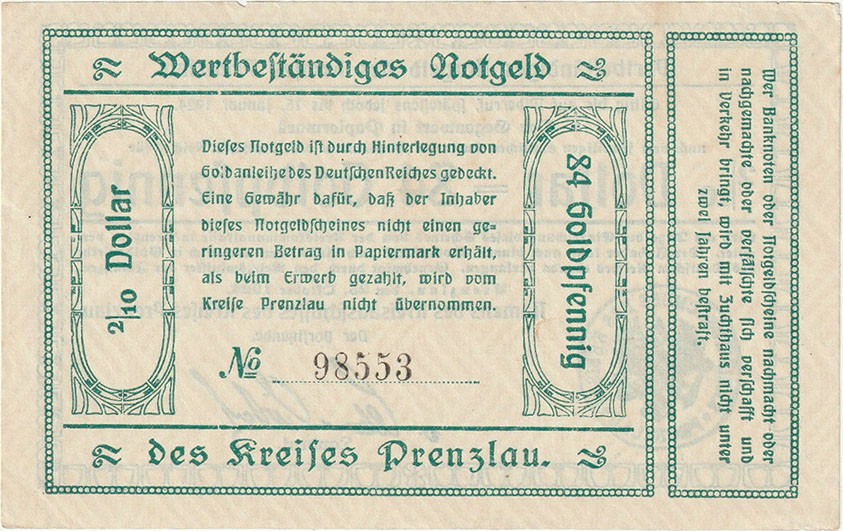 Wertbeständiges Notgeld
2/10 Dollar
Dieses Notgeld ist durch Hinterlegung von
Goldanleihe des Deutschen Reiches gedeckt.
Eine Gewähr dafür, daß der Inhaber
dieses Notgeldscheines nicht einen ge-
ringeren Betrag in Papiermark erhält,
als beim Erwerb gezahlt, wird vom
Kreise Prenzlau nicht übernommen.
No 98553
84 Goldpfennig
des Kreises Prenzlau.
Wer Banknoten oder Notgeldscheine nachmacht oder
nachgemachte oder verfälschte sich verschafft und
in Verkehr bringt, wird mit Zuchthaus nicht unter
zwei Jahren bestraft.